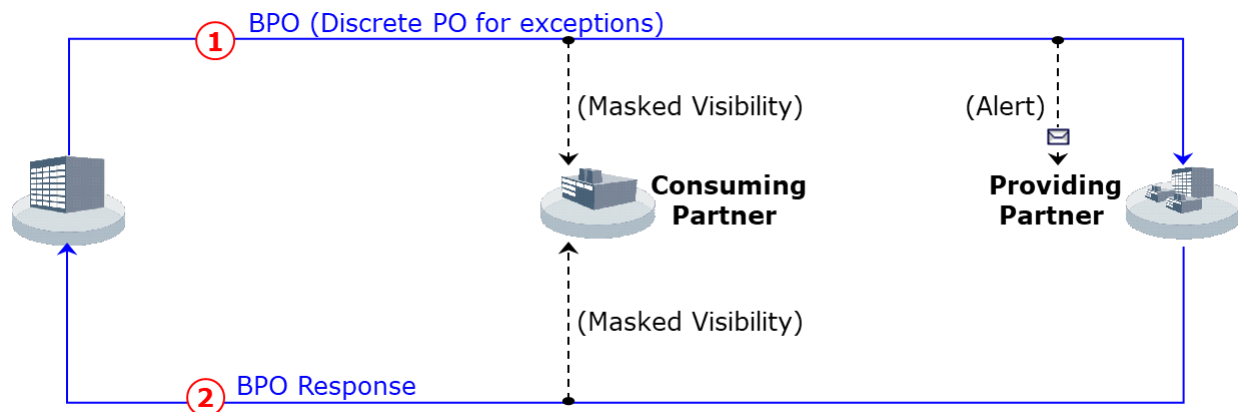 BPO (Discrete PO for exceptions)
1
(Masked Visibility)
(Alert)
Consuming
Partner
Providing
Partner
(Masked Visibility)
BPO Response
2